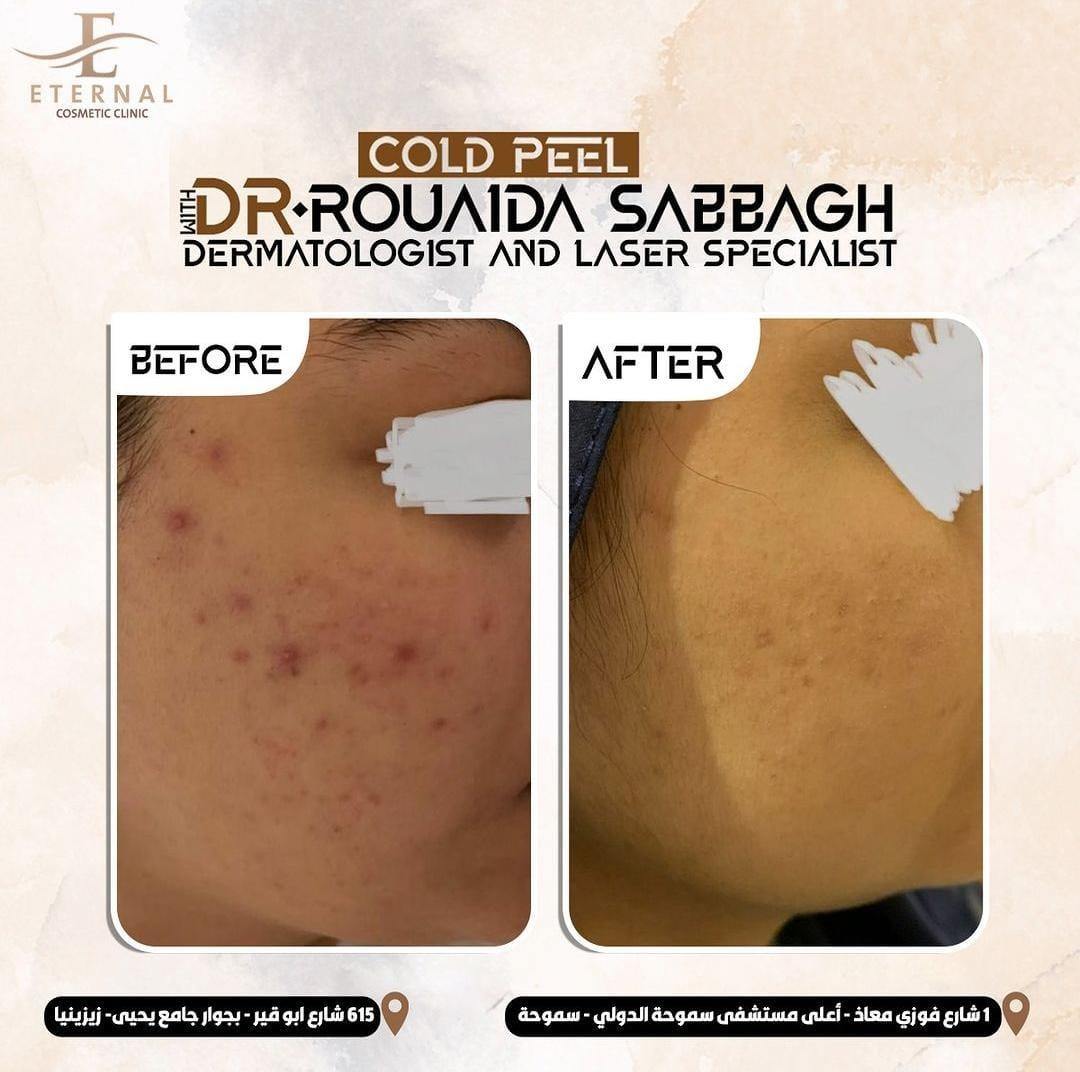 E
ETERNAL
COSMETIC CLINIC
COLD PEEL
WITH DR.ROUAIDA SABBAGH
DERMATOLOGIST AND LASER SPECIALIST
BEFORE
AFTER
615 شارع ابو قير - بجوار جامع يحيى - زيزينيا
1 شارع فوزي معاذ - أعلى مستشفى سموحة الدولي - سموحة